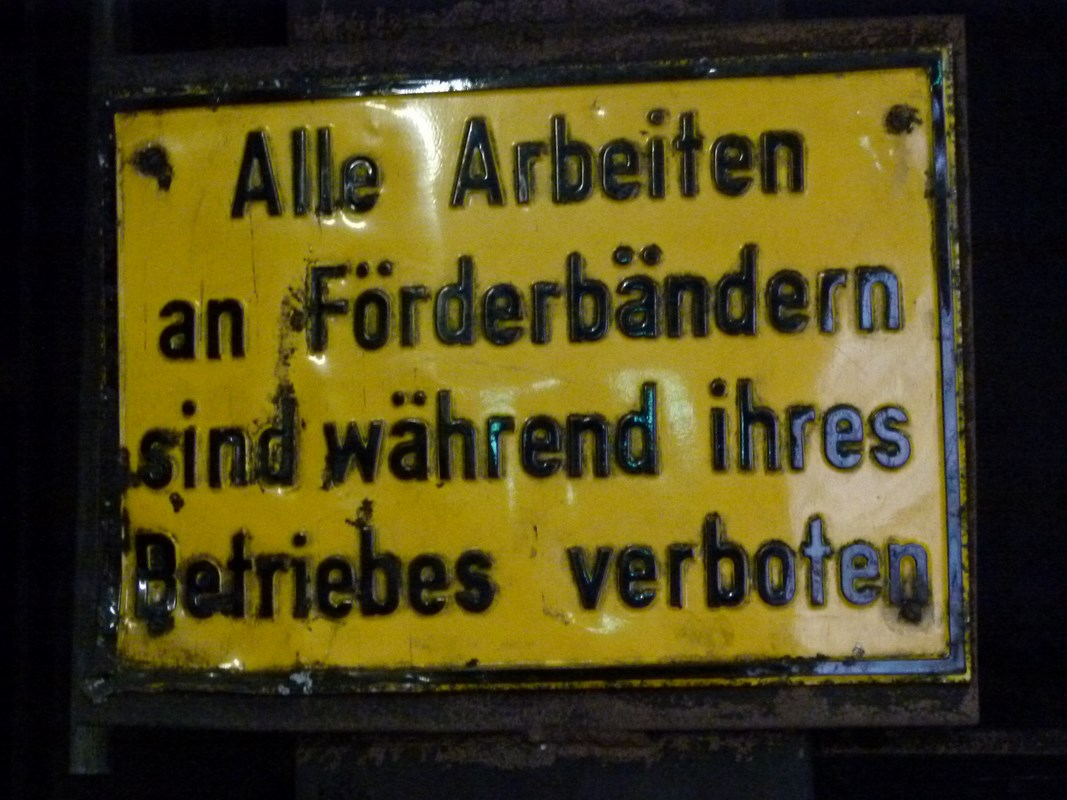 Alle Arbeiten
an Förderbändern
sind während ihres
Betriebes verboten